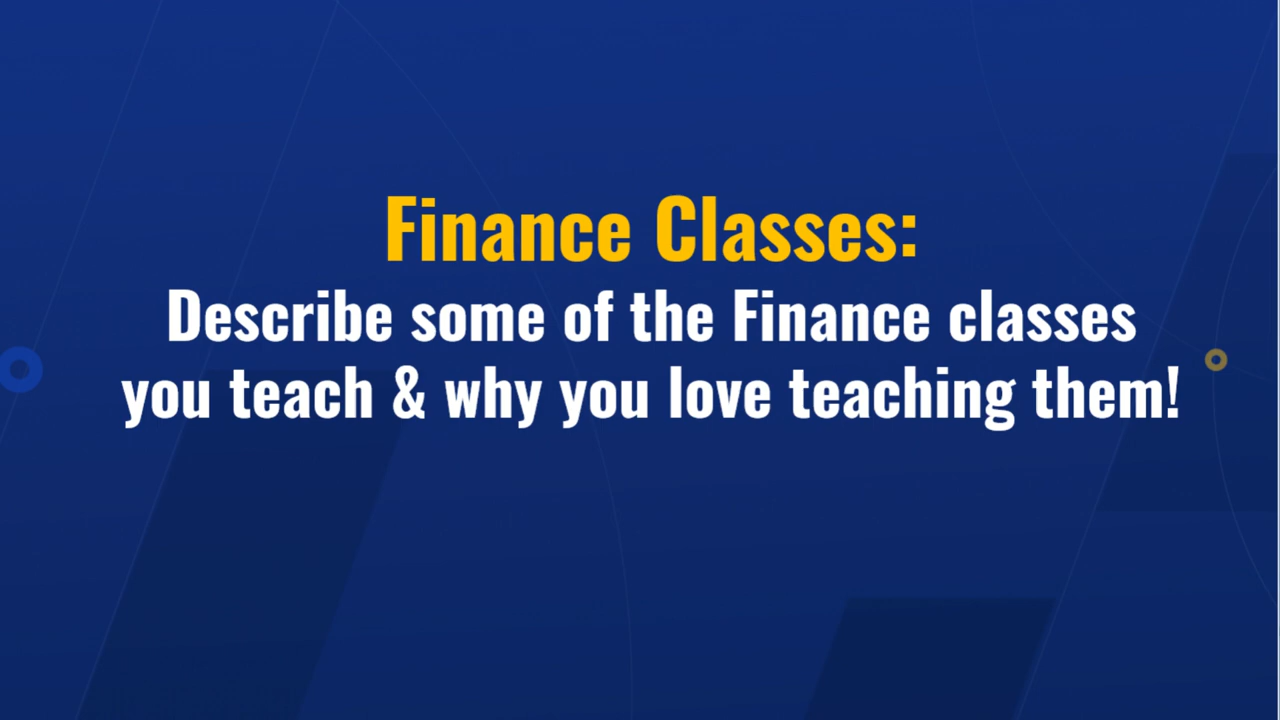 Finance Classes:
Describe some of the Finance classes
you teach & why you love teaching them!